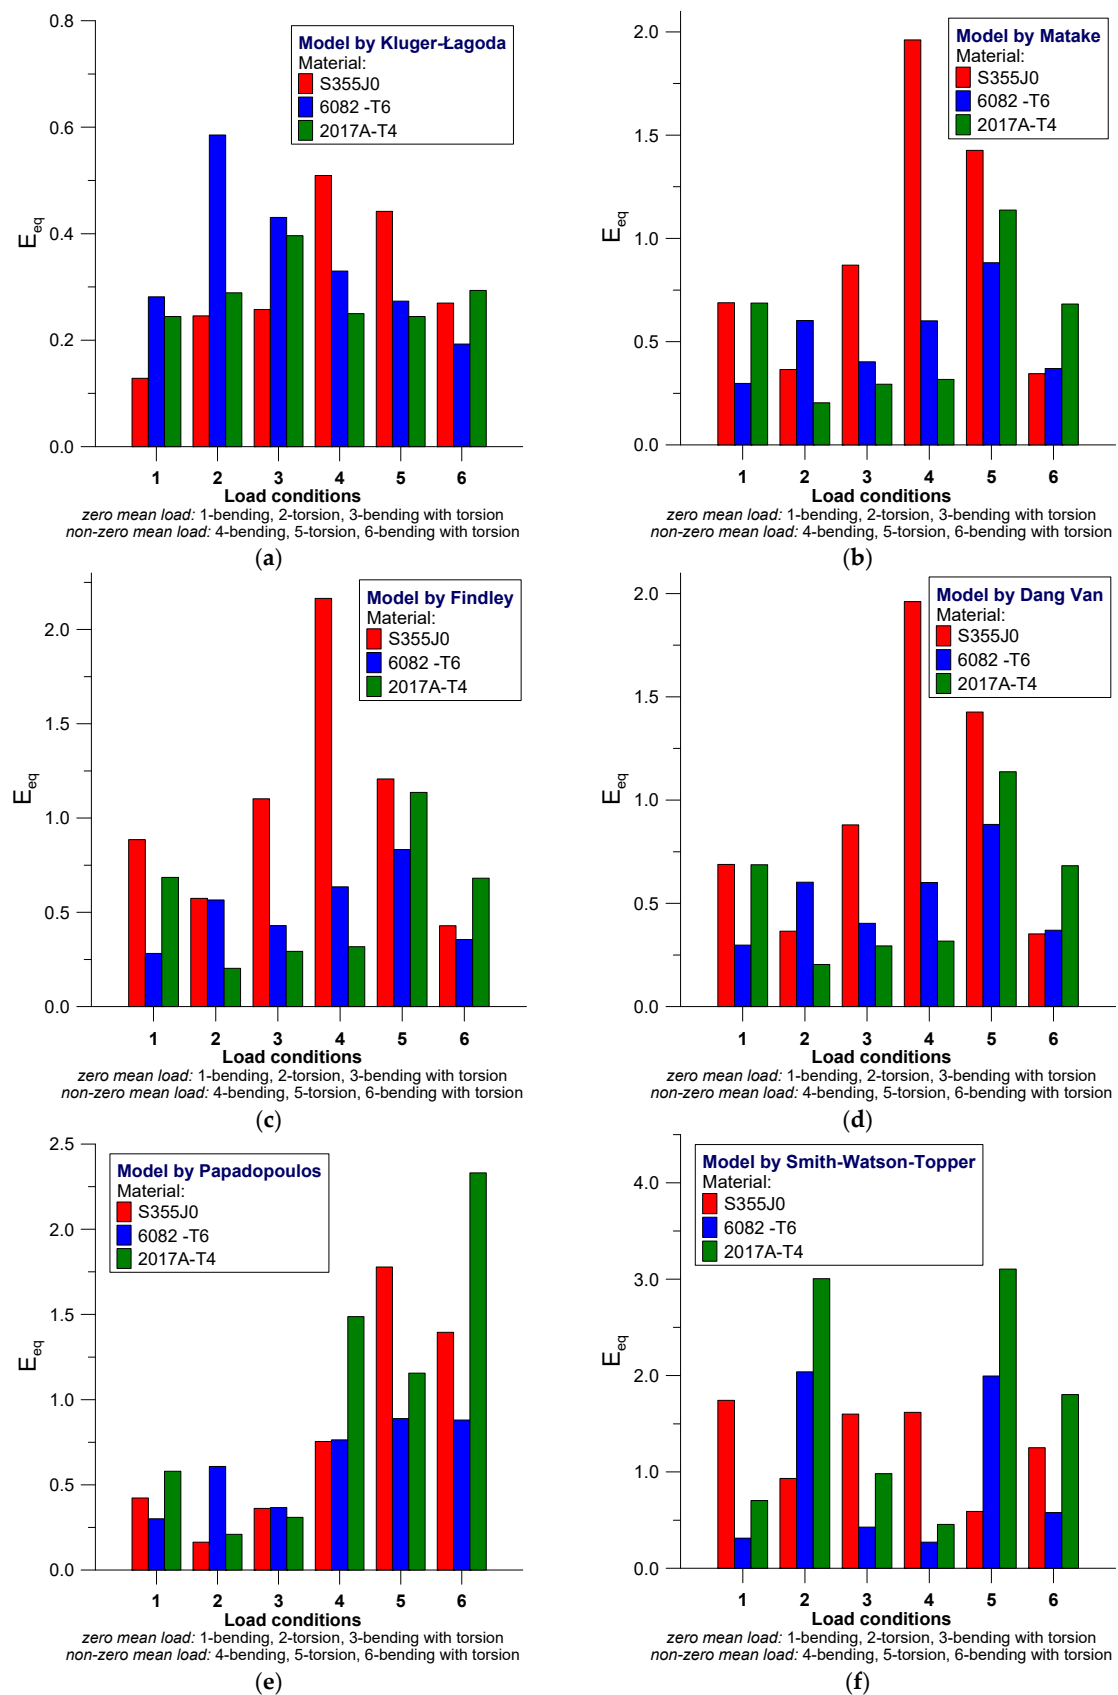 Model by Kluger-Łagoda
Material:
S355J0
6082 -T6
2017A-T4
0.8
0.6
0.4
0.2
0.0
E_eq
1 2 3 4 5 6
Load conditions
zero mean load: 1-bending, 2-torsion, 3-bending with torsion
non-zero mean load: 4-bending, 5-torsion, 6-bending with torsion
(a)
Model by Matake
Material:
S355J0
6082 -T6
2017A-T4
2.0
1.5
1.0
0.5
0.0
E_eq
1 2 3 4 5 6
Load conditions
zero mean load: 1-bending, 2-torsion, 3-bending with torsion
non-zero mean load: 4-bending, 5-torsion, 6-bending with torsion
(b)
Model by Findley
Material:
S355J0
6082 -T6
2017A-T4
2.0
1.5
1.0
0.5
0.0
E_eq
1 2 3 4 5 6
Load conditions
zero mean load: 1-bending, 2-torsion, 3-bending with torsion
non-zero mean load: 4-bending, 5-torsion, 6-bending with torsion
(c)
Model by Dang Van
Material:
S355J0
6082 -T6
2017A-T4
2.0
1.5
1.0
0.5
0.0
E_eq
1 2 3 4 5 6
Load conditions
zero mean load: 1-bending, 2-torsion, 3-bending with torsion
non-zero mean load: 4-bending, 5-torsion, 6-bending with torsion
(d)
Model by Papadopoulos
Material:
S355J0
6082 -T6
2017A-T4
2.5
2.0
1.5
1.0
0.5
0.0
E_eq
1 2 3 4 5 6
Load conditions
zero mean load: 1-bending, 2-torsion, 3-bending with torsion
non-zero mean load: 4-bending, 5-torsion, 6-bending with torsion
(e)
Model by Smith-Watson-Topper
Material:
S355J0
6082 -T6
2017A-T4
4.0
3.0
2.0
1.0
0.0
E_eq
1 2 3 4 5 6
Load conditions
zero mean load: 1-bending, 2-torsion, 3-bending with torsion
non-zero mean load: 4-bending, 5-torsion, 6-bending with torsion
(f)